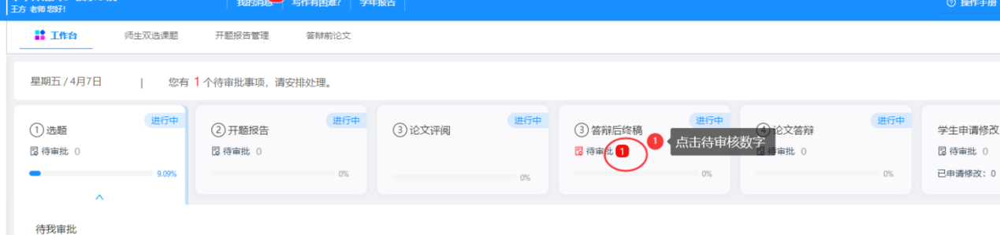 我的消息 写作有困难? 学年报告 操作手册
王方 老师 您好!
工作台 师生双选课题 开题报告管理 答辩前论文
星期五 / 4月7日 | 您有 1 个待审批事项，请安排处理。
① 选题 进行中
待审批 0
9.09%
② 开题报告 进行中
待审批 0
0%
③ 论文评阅 进行中
0%
③ 答辩后终稿 进行中
待审批 1
0%
1 点击待审核数字
④ 论文答辩 进行中
待审批 0
0%
学生申请修改
待审批 0
已申请修改：0
待我审批